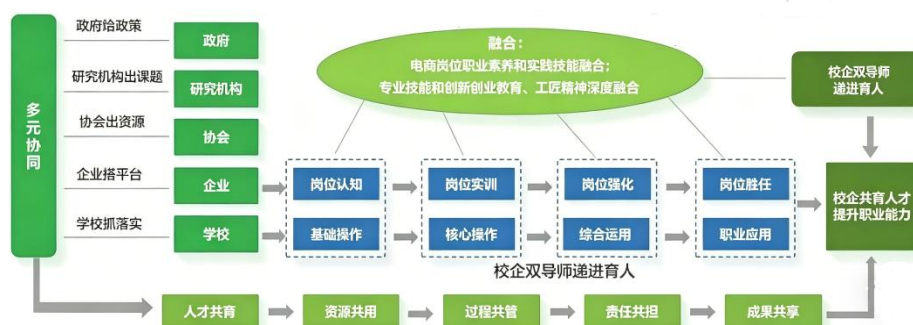 多元协同
政府给政策
政府
研究机构出课题
研究机构
协会出资源
协会
企业搭平台
企业
学校抓落实
学校
融合：
电商岗位职业素养和实践技能融合；
专业技能和创新创业教育、工匠精神深度融合
校企双导师
递进育人
岗位认知
岗位实训
岗位强化
岗位胜任
基础操作
核心操作
综合运用
职业应用
校企双导师递进育人
校企共育人才
提升职业能力
人才共育
资源共用
过程共管
责任共担
成果共享